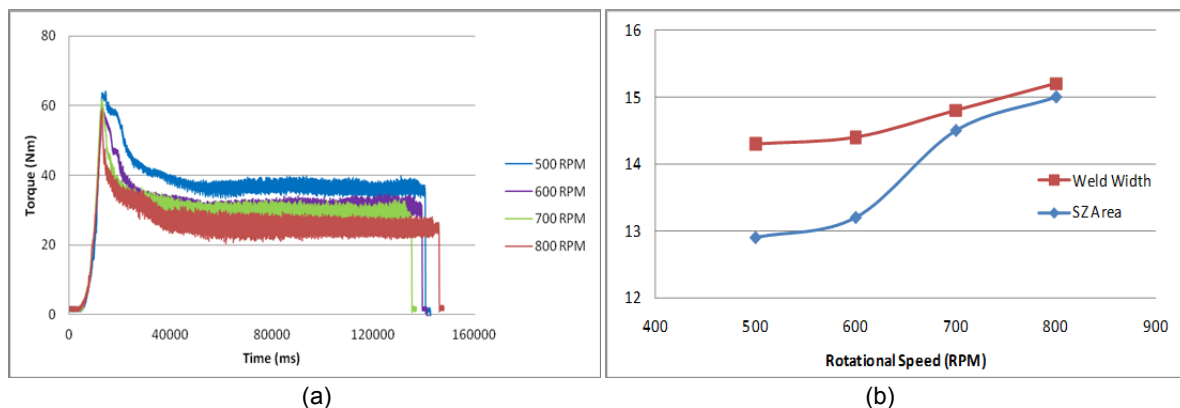 80
60
40
20
0
Torque (Nm)
0 40000 80000 120000 160000
Time (ms)
500 RPM
600 RPM
700 RPM
800 RPM
(a)
16
15
14
13
12
400 500 600 700 800 900
Rotational Speed (RPM)
Weld Width
SZ Area
(b)